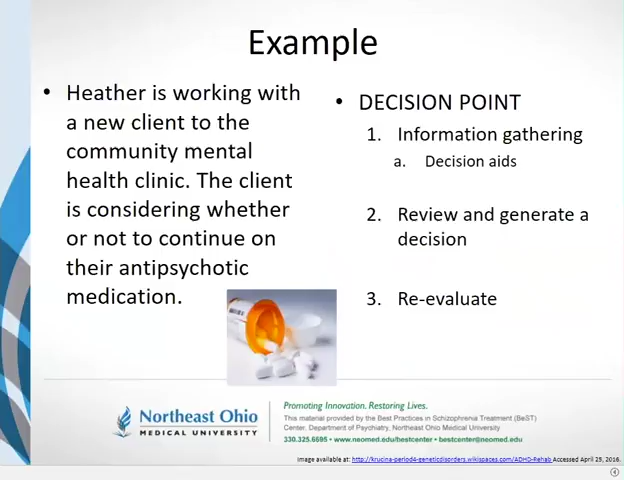 Example
• Heather is working with
a new client to the
community mental
health clinic. The client
is considering whether
or not to continue on
their antipsychotic
medication.
• DECISION POINT
1. Information gathering
a. Decision aids
2. Review and generate a
decision
3. Re-evaluate
Northeast Ohio
MEDICAL UNIVERSITY
Promoting Innovation. Restoring Lives.
This material provided by the Best Practices in Schizophrenia Treatment (BeST)
Center, Department of Psychiatry, Northeast Ohio Medical University
330.325.6695 • www.neomed.edu/bestcenter • bestcenter@neomed.edu
Image available at: http://krucina-period4-geneticdisorders.wikispaces.com/ADHD-Rehab Accessed April 25, 2016.